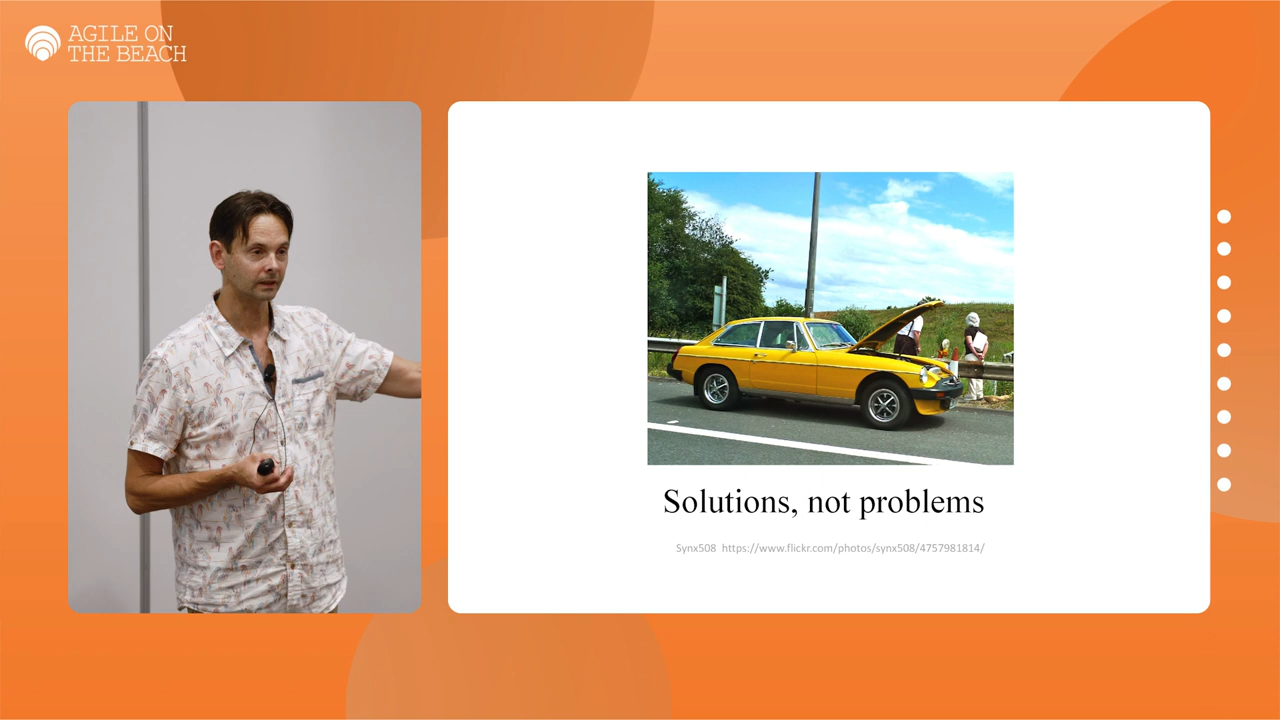 AGILE ON
THE BEACH
Solutions, not problems
Synx508 https://www.flickr.com/photos/synx508/4757981814/